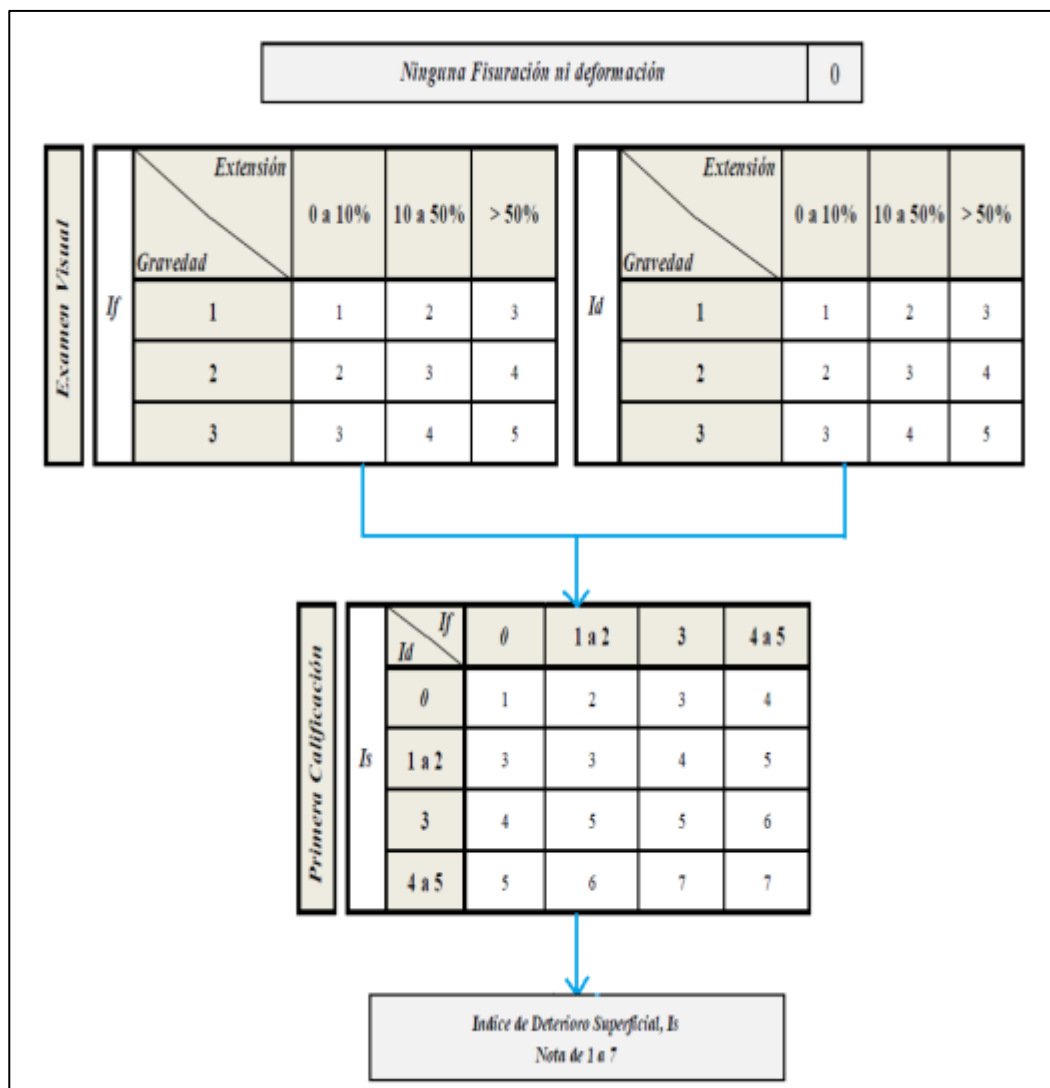 Ninguna Fisuración ni deformación 0
Examen Visual
If
Extensión
Gravedad
0 a 10% 10 a 50% > 50%
1 1 2 3
2 2 3 4
3 3 4 5
Id
Extensión
Gravedad
0 a 10% 10 a 50% > 50%
1 1 2 3
2 2 3 4
3 3 4 5
Primera Calificación
Is
If
Id
0 1 a 2 3 4 a 5
0 1 2 3 4
1 a 2 3 3 4 5
3 4 5 5 6
4 a 5 5 6 7 7
Indice de Deterioro Superficial, Is
Nota de 1 a 7